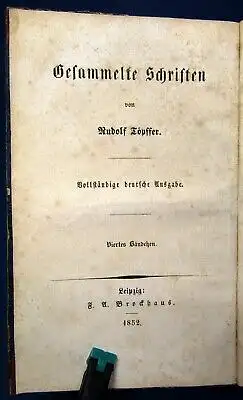 Gesammelte Schriften
von
Rudolf Töpffer.
Vollständige deutsche Ausgabe.
Viertes Bändchen.
Leipzig:
F. A. Brockhaus.
1852.